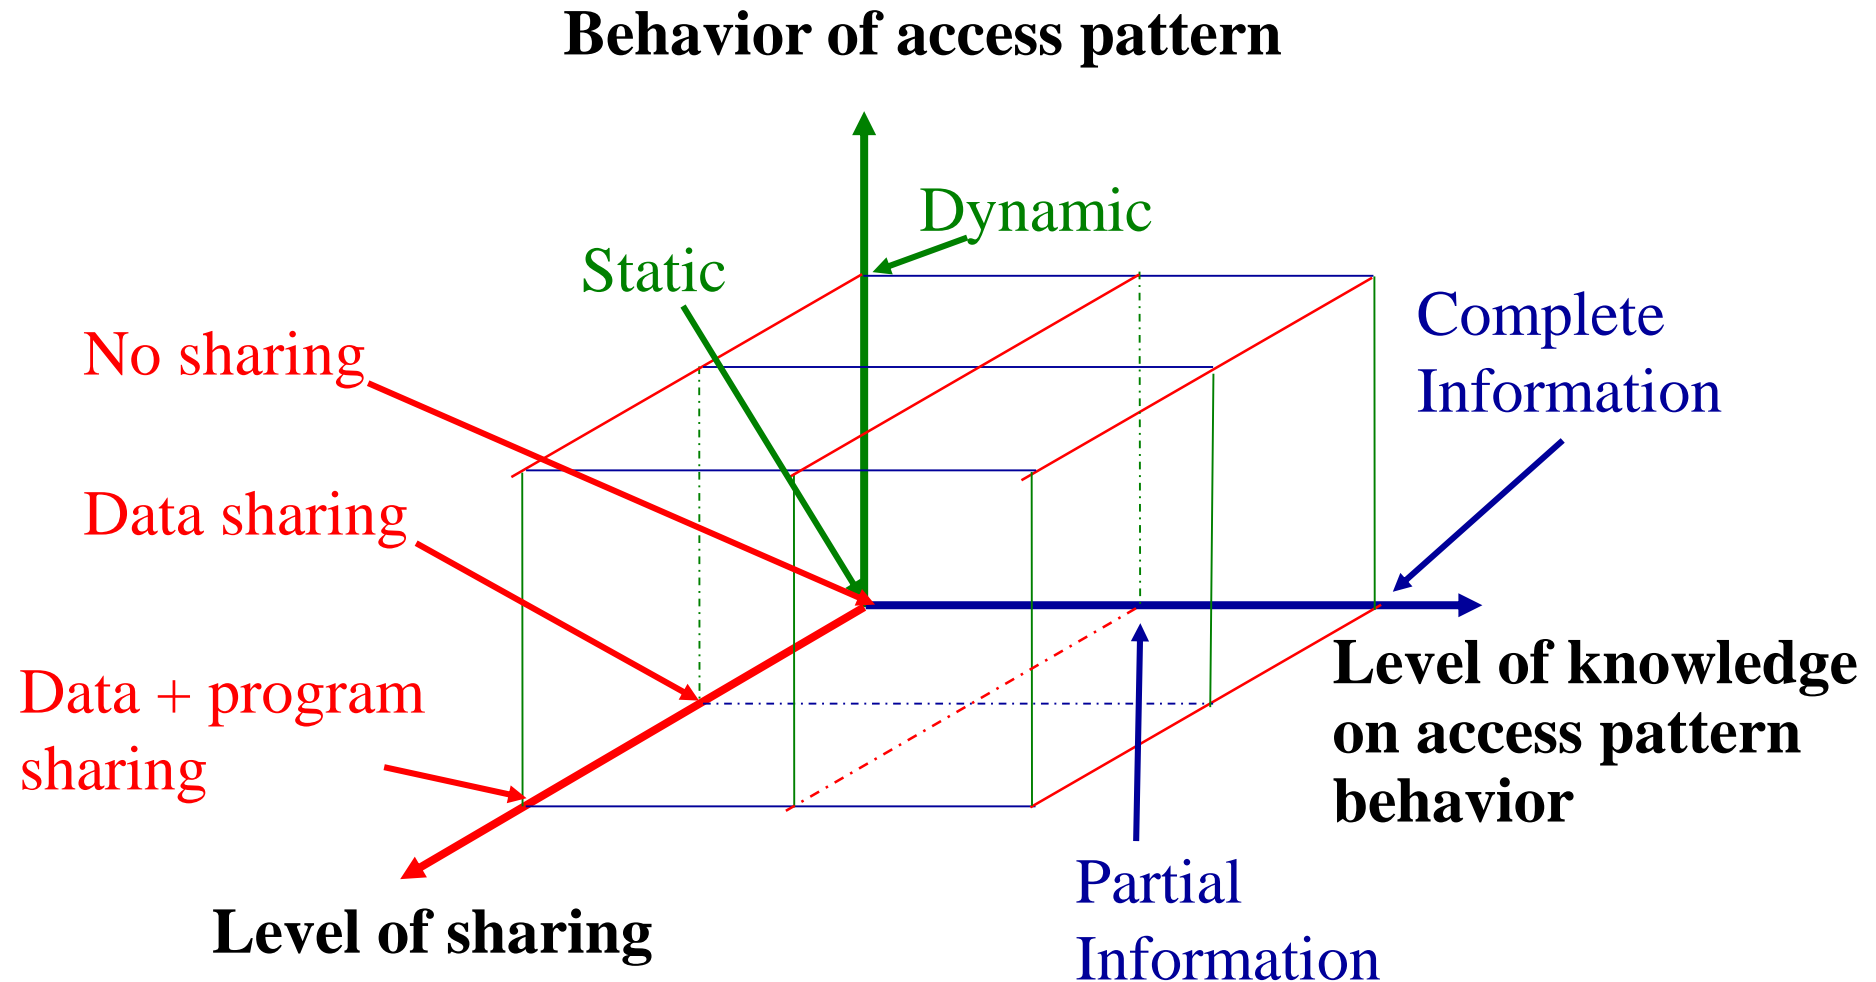 Behavior of access pattern
Dynamic
Static
Complete
Information
No sharing
Data sharing
Data + program
sharing
Level of knowledge
on access pattern
behavior
Partial
Information
Level of sharing